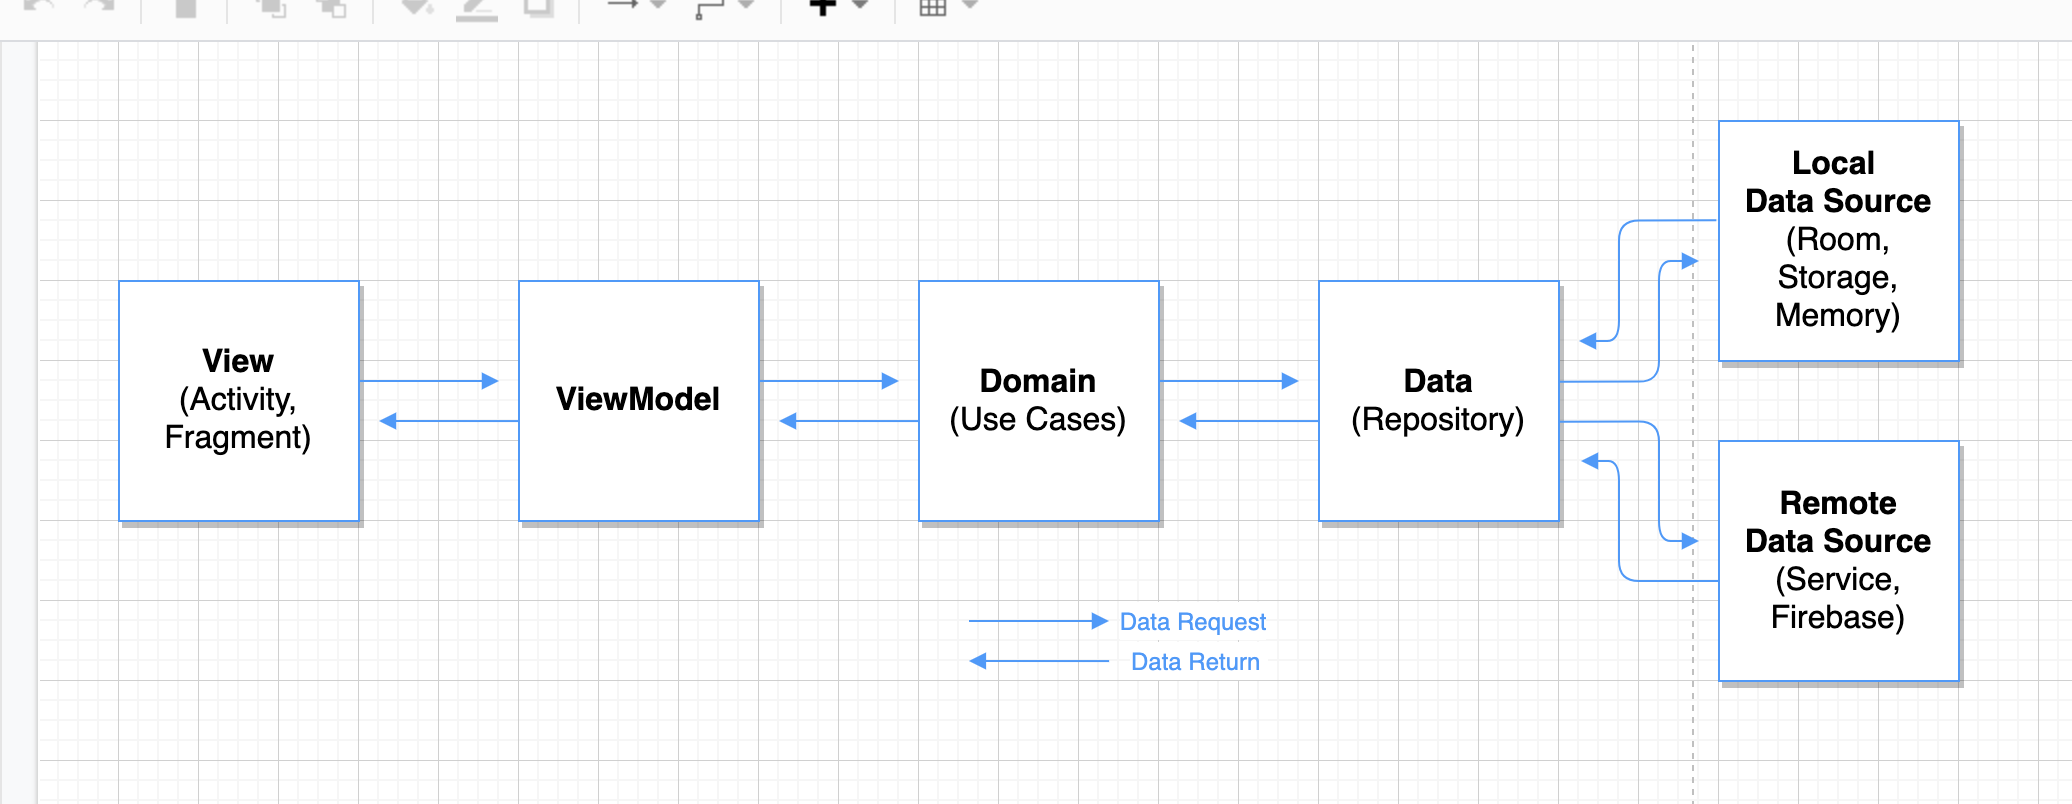 View
(Activity,
Fragment)
ViewModel
Domain
(Use Cases)
Data
(Repository)
Local
Data Source
(Room,
Storage,
Memory)
Remote
Data Source
(Service,
Firebase)
Data Request
Data Return